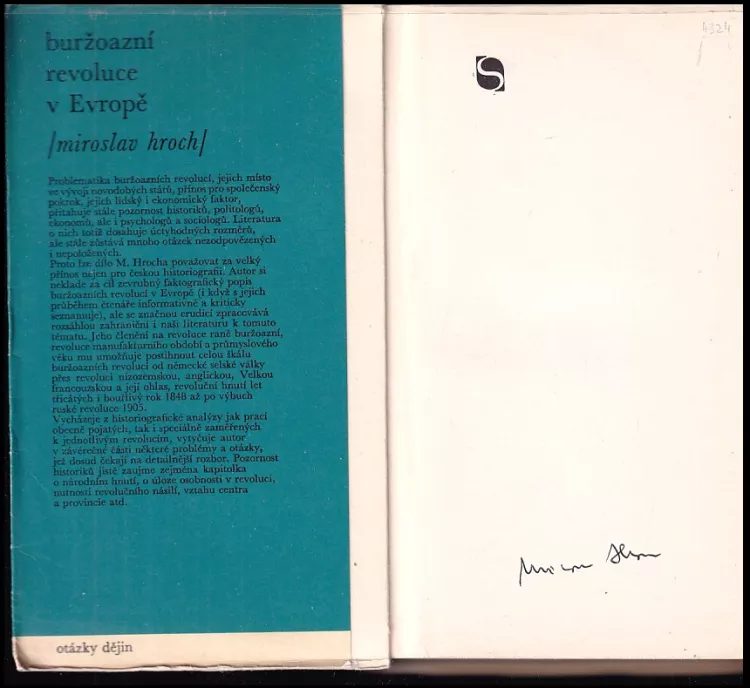 buržoazní
revoluce
v Evropě
/miroslav hroch/
Problematika buržoazních revolucí, jejich místo
ve vývoji novodobých států, přínos pro společenský
pokrok, jejich lidský i ekonomický faktor,
přitahuje stále pozornost historiků, politologů,
ekonomů, ale i psychologů a sociologů. Literatura
o nich totiž dosahuje úctyhodných rozměrů,
ale stále zůstává mnoho otázek nezodpovězených
i nepoložených.
Proto lze dílo M. Hrocha považovat za velký
přínos nejen pro českou historiografii. Autor si
neklade za cíl zevrubný faktografický popis
buržoazních revolucí v Evropě (i když s jejich
průběhem čtenáře informativně a kriticky
seznamuje), ale se značnou erudicí zpracovává
rozsáhlou zahraniční i naši literaturu k tomuto
tématu. Jeho členění na revoluce raně buržoazní,
revoluce manufakturního období a průmyslového
věku mu umožňuje postihnout celou škálu
buržoazních revolucí od německé selské války
přes revoluci nizozemskou, anglickou, Velkou
francouzskou a její ohlas, revoluční hnutí let
třicátých i bouřlivý rok 1848 až po výbuch
ruské revoluce 1905.
Vycházeje z historiografické analýzy jak prací
obecně pojatých, tak i speciálně zaměřených
k jednotlivým revolucím, vytyčuje autor
v závěrečné části některé problémy a otázky,
jež dosud čekají na detailnější rozbor. Pozornost
historiků jistě zaujme zejména kapitolka
o národním hnutí, o úloze osobnosti v revoluci,
nutnosti revolučního násilí, vztahu centra
a provincie atd.
otázky dějin
S
4324